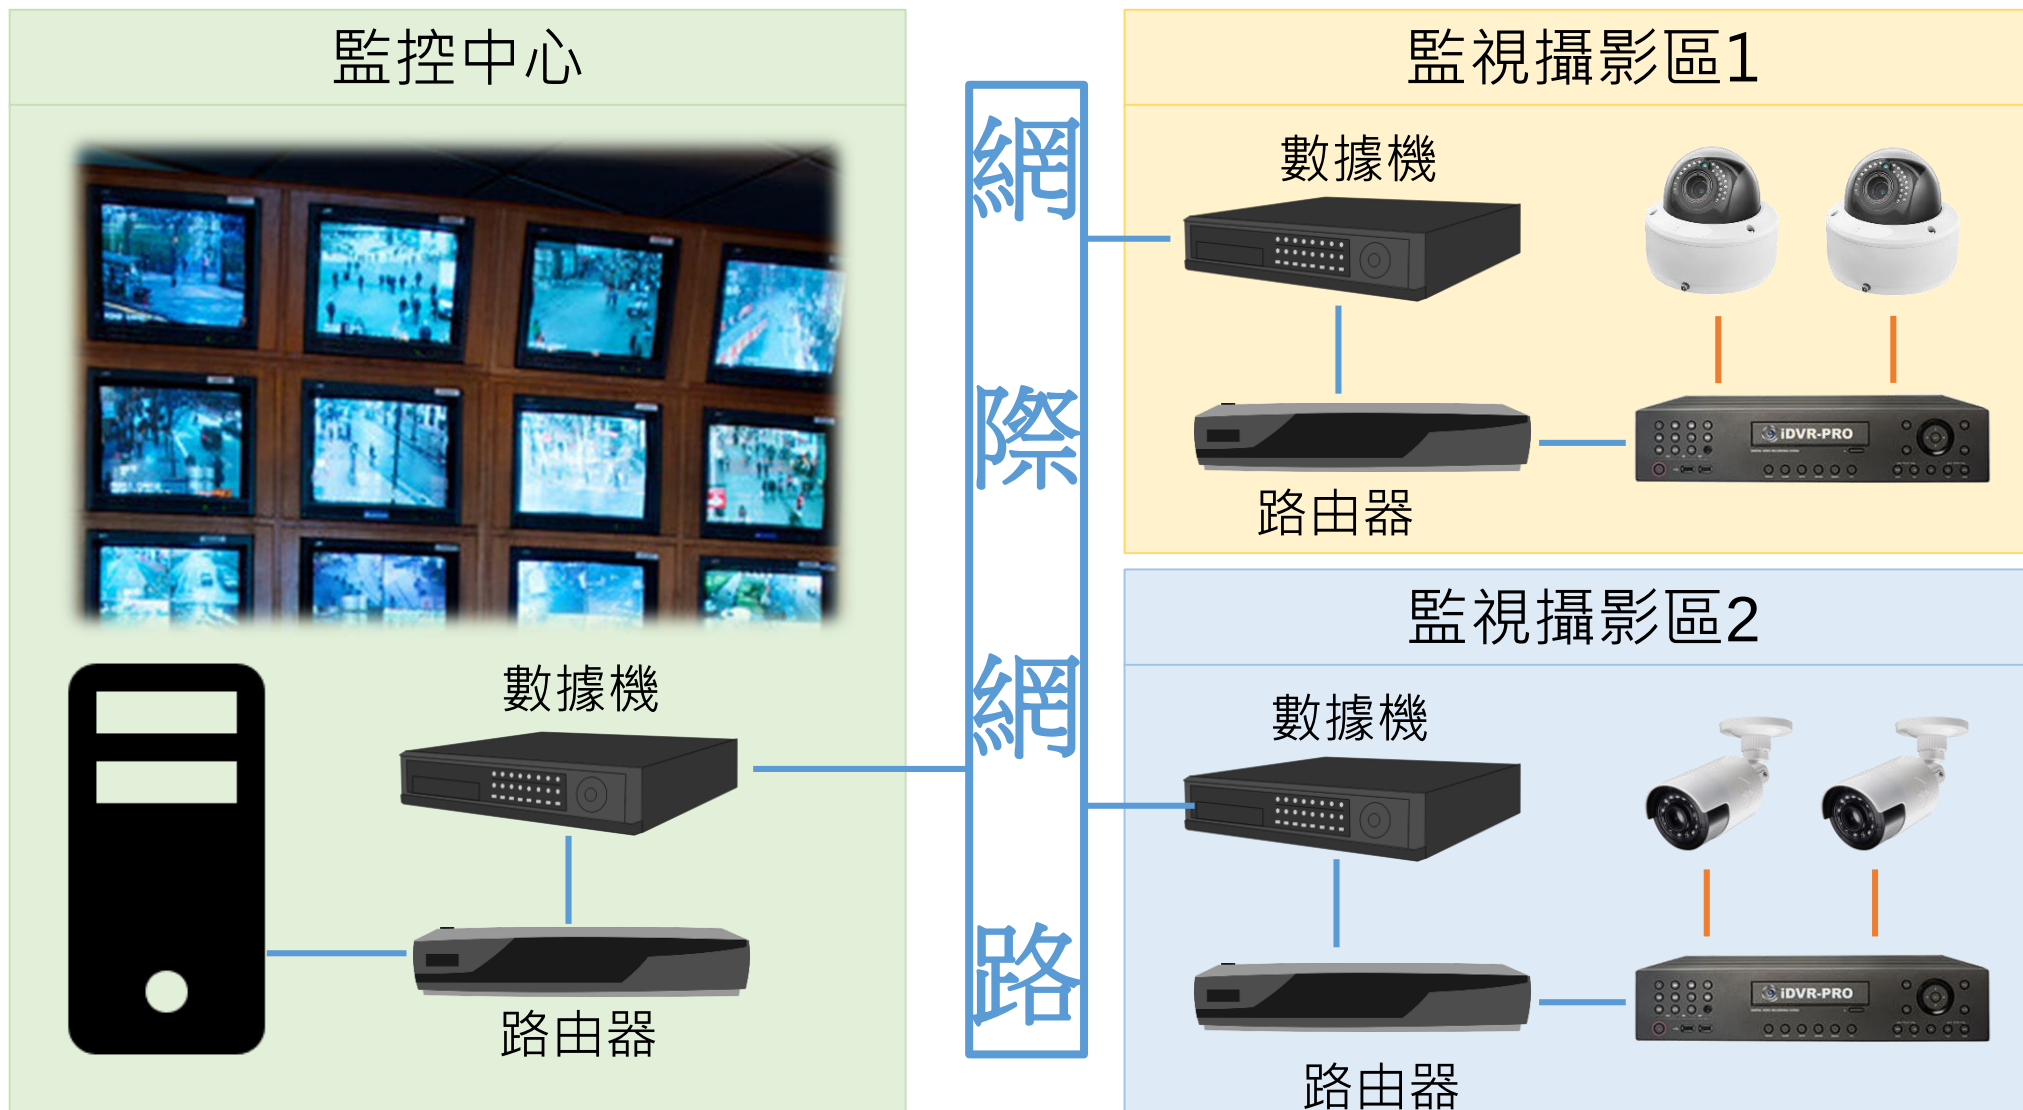 監控中心
數據機
路由器
網
際
網
路
監視攝影區1
數據機
路由器
iDVR-PRO
監視攝影區2
數據機
路由器
iDVR-PRO